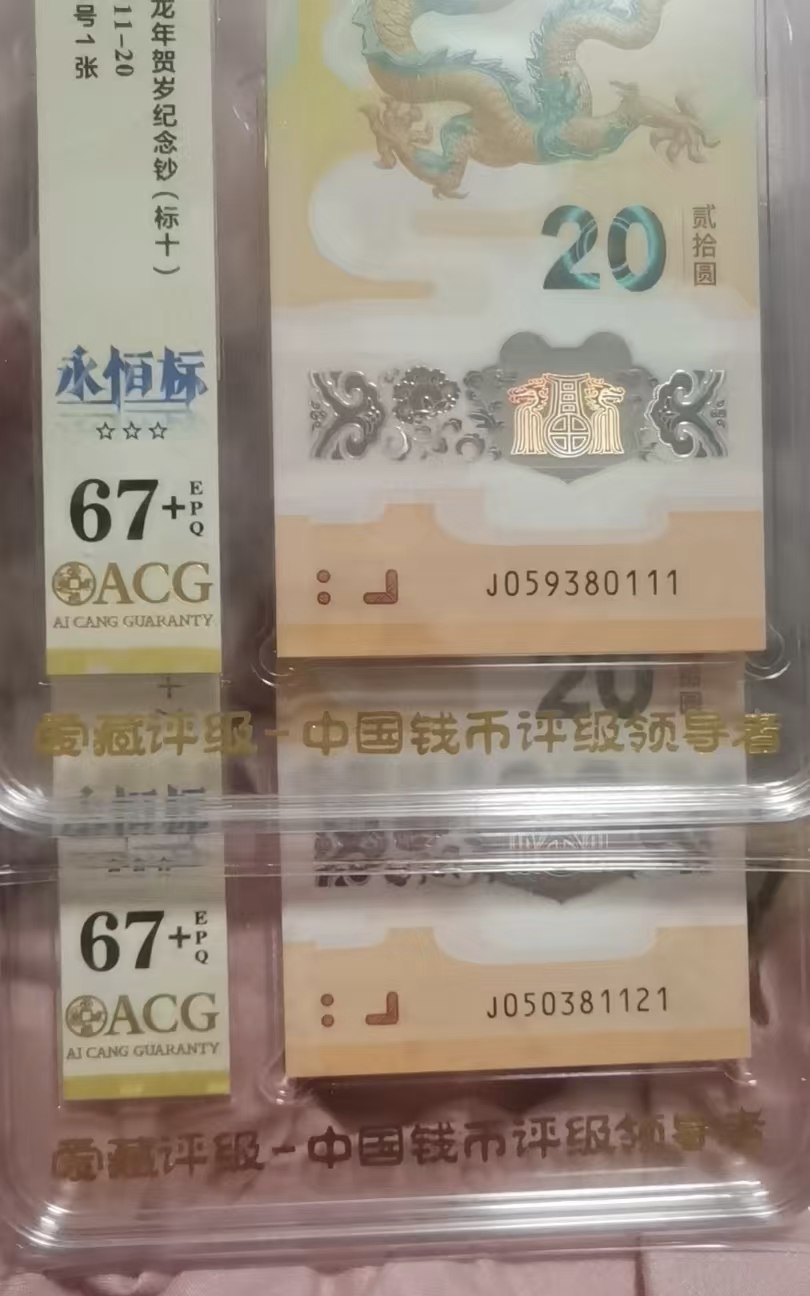 龙年贺岁纪念钞(标十)
11-20
号1张
永恒标
☆☆☆
67+EPQ
ACG
AI CANG GUARANTY
20
贰拾圆
J059380111
爱藏评级-中国钱币评级领导者
20
67+EPQ
ACG
AI CANG GUARANTY
J050381121
爱藏评级-中国钱币评级领导者